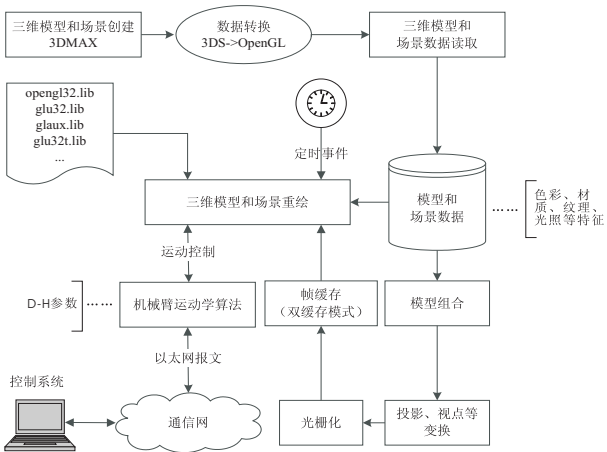 三维模型和场景创建
3DMAX
数据转换
3DS->OpenGL
三维模型和
场景数据读取
opengl32.lib
glu32.lib
glaux.lib
glu32t.lib
...
定时事件
三维模型和场景重绘
模型和
场景数据
……
色彩、材
质、纹理、
光照等特征
运动控制
D-H参数
……
机械臂运动学算法
帧缓存
（双缓存模式）
模型组合
以太网报文
控制系统
通信网
光栅化
投影、视点等
变换